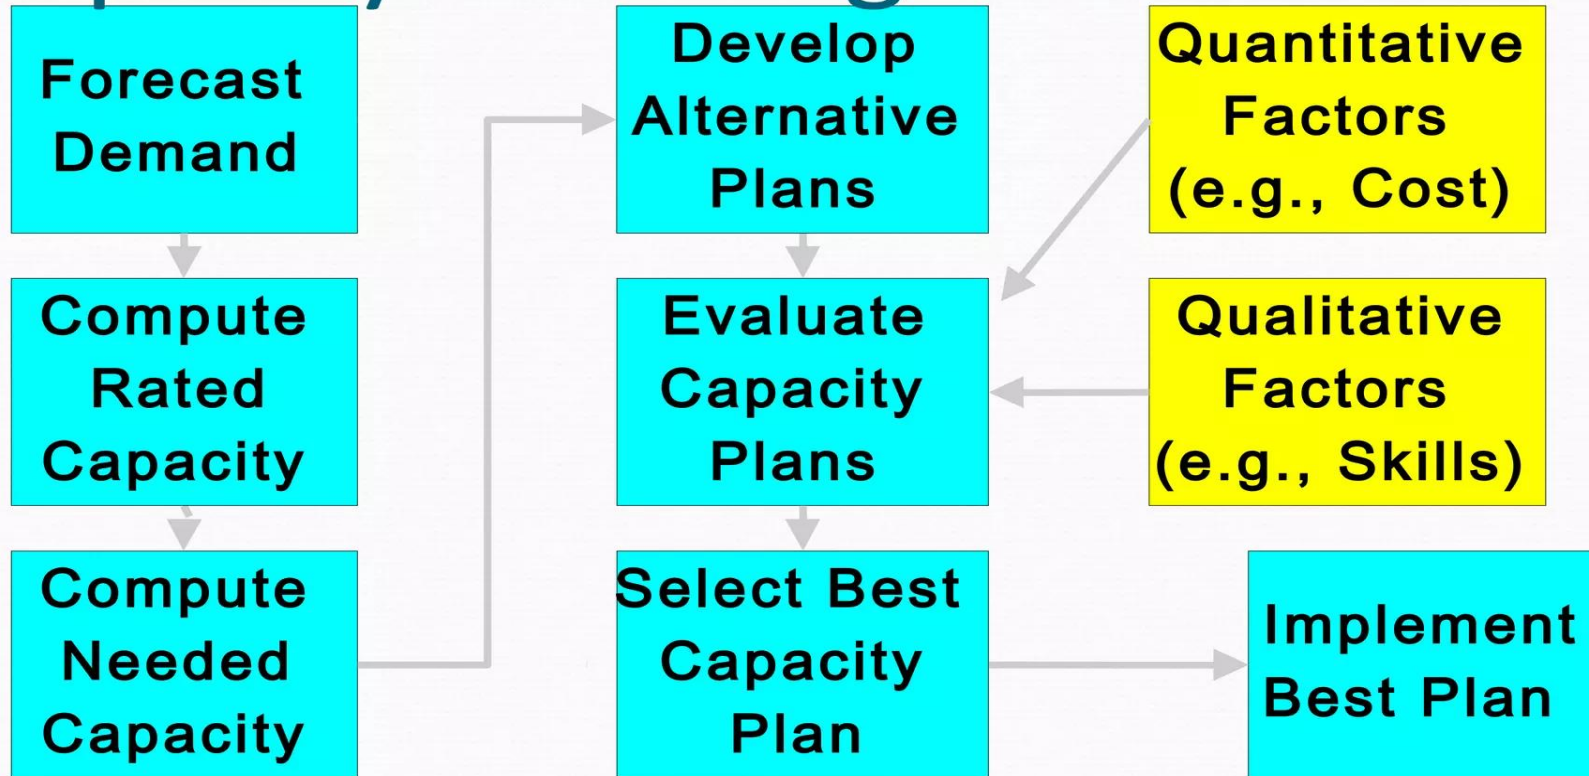 Forecast
Demand
Compute
Rated
Capacity
Compute
Needed
Capacity
Develop
Alternative
Plans
Evaluate
Capacity
Plans
Select Best
Capacity
Plan
Quantitative
Factors
(e.g., Cost)
Qualitative
Factors
(e.g., Skills)
Implement
Best Plan